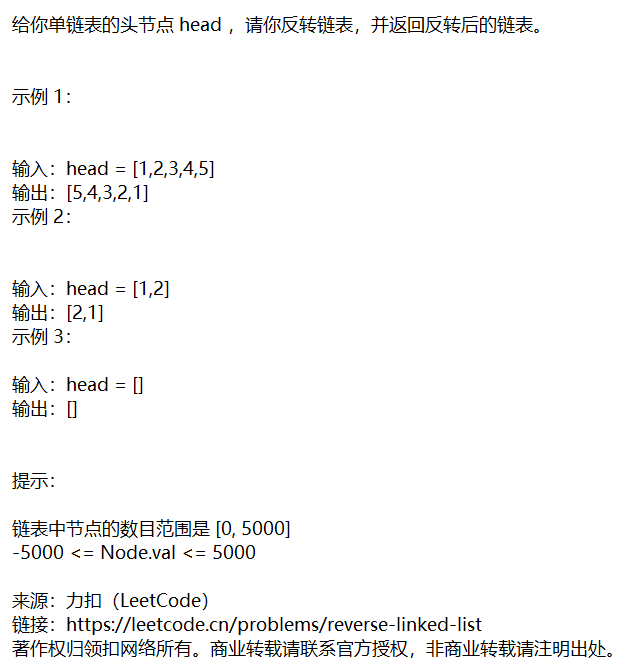 给你单链表的头节点 head ，请你反转链表，并返回反转后的链表。
示例 1：
输入：head = [1,2,3,4,5]
输出：[5,4,3,2,1]
示例 2：
输入：head = [1,2]
输出：[2,1]
示例 3：
输入：head = []
输出：[]
提示：
链表中节点的数目范围是 [0, 5000]
-5000 <= Node.val <= 5000
来源：力扣（LeetCode）
链接：https://leetcode.cn/problems/reverse-linked-list
著作权归领扣网络所有。商业转载请联系官方授权，非商业转载请注明出处。